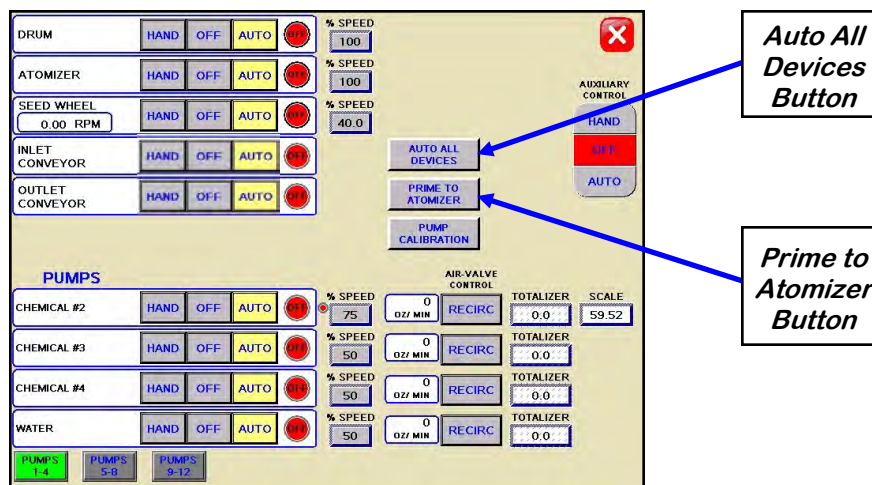 DRUM HAND OFF AUTO OFF % SPEED 100
ATOMIZER HAND OFF AUTO OFF % SPEED 100
SEED WHEEL 0.00 RPM HAND OFF AUTO OFF % SPEED 40.0
INLET CONVEYOR HAND OFF AUTO OFF
OUTLET CONVEYOR HAND OFF AUTO OFF
AUTO ALL
DEVICES
PRIME TO
ATOMIZER
PUMP
CALIBRATION
AUXILIARY
CONTROL
HAND
OFF
AUTO
Auto All
Devices
Button
Prime to
Atomizer
Button
PUMPS
AIR-VALVE
CONTROL
CHEMICAL #2 HAND OFF AUTO OFF % SPEED 75 0 OZ/ MIN RECIRC TOTALIZER 0.0 SCALE 59.52
CHEMICAL #3 HAND OFF AUTO OFF % SPEED 50 0 OZ/ MIN RECIRC TOTALIZER 0.0
CHEMICAL #4 HAND OFF AUTO OFF % SPEED 50 0 OZ/ MIN RECIRC TOTALIZER 0.0
WATER HAND OFF AUTO OFF % SPEED 50 0 OZ/ MIN RECIRC TOTALIZER 0.0
PUMPS
1-4
PUMPS
5-8
PUMPS
9-12